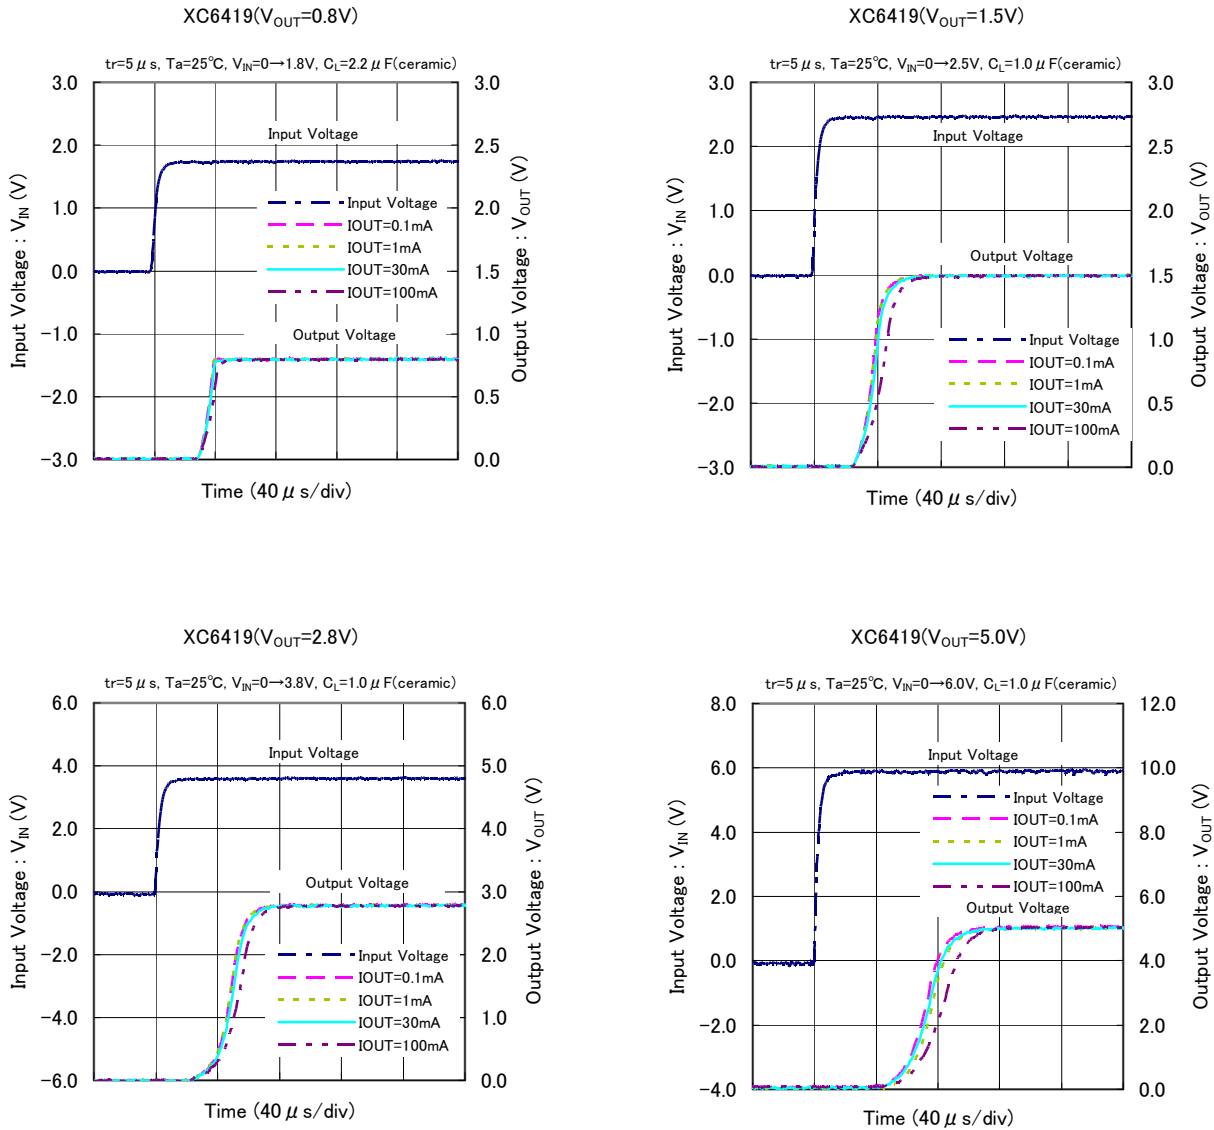 XC6419(VOUT=0.8V)
tr=5μs, Ta=25℃, VIN=0→1.8V, CL=2.2μF(ceramic)
3.0
2.0
1.0
0.0
-1.0
-2.0
-3.0
Input Voltage : VIN (V)
Input Voltage
Input Voltage
IOUT=0.1mA
IOUT=1mA
IOUT=30mA
IOUT=100mA
Output Voltage
3.0
2.5
2.0
1.5
1.0
0.5
0.0
Output Voltage : VOUT (V)
Time (40μs/div)
XC6419(VOUT=1.5V)
tr=5μs, Ta=25℃, VIN=0→2.5V, CL=1.0μF(ceramic)
3.0
2.0
1.0
0.0
-1.0
-2.0
-3.0
Input Voltage : VIN (V)
Input Voltage
Output Voltage
Input Voltage
IOUT=0.1mA
IOUT=1mA
IOUT=30mA
IOUT=100mA
3.0
2.5
2.0
1.5
1.0
0.5
0.0
Output Voltage : VOUT (V)
Time (40μs/div)
XC6419(VOUT=2.8V)
tr=5μs, Ta=25℃, VIN=0→3.8V, CL=1.0μF(ceramic)
6.0
4.0
2.0
0.0
-2.0
-4.0
-6.0
Input Voltage : VIN (V)
Input Voltage
Output Voltage
Input Voltage
IOUT=0.1mA
IOUT=1mA
IOUT=30mA
IOUT=100mA
6.0
5.0
4.0
3.0
2.0
1.0
0.0
Output Voltage : VOUT (V)
Time (40μs/div)
XC6419(VOUT=5.0V)
tr=5μs, Ta=25℃, VIN=0→6.0V, CL=1.0μF(ceramic)
8.0
6.0
4.0
2.0
0.0
-2.0
-4.0
Input Voltage : VIN (V)
Input Voltage
Input Voltage
IOUT=0.1mA
IOUT=1mA
IOUT=30mA
IOUT=100mA
Output Voltage
12.0
10.0
8.0
6.0
4.0
2.0
0.0
Output Voltage : VOUT (V)
Time (40μs/div)